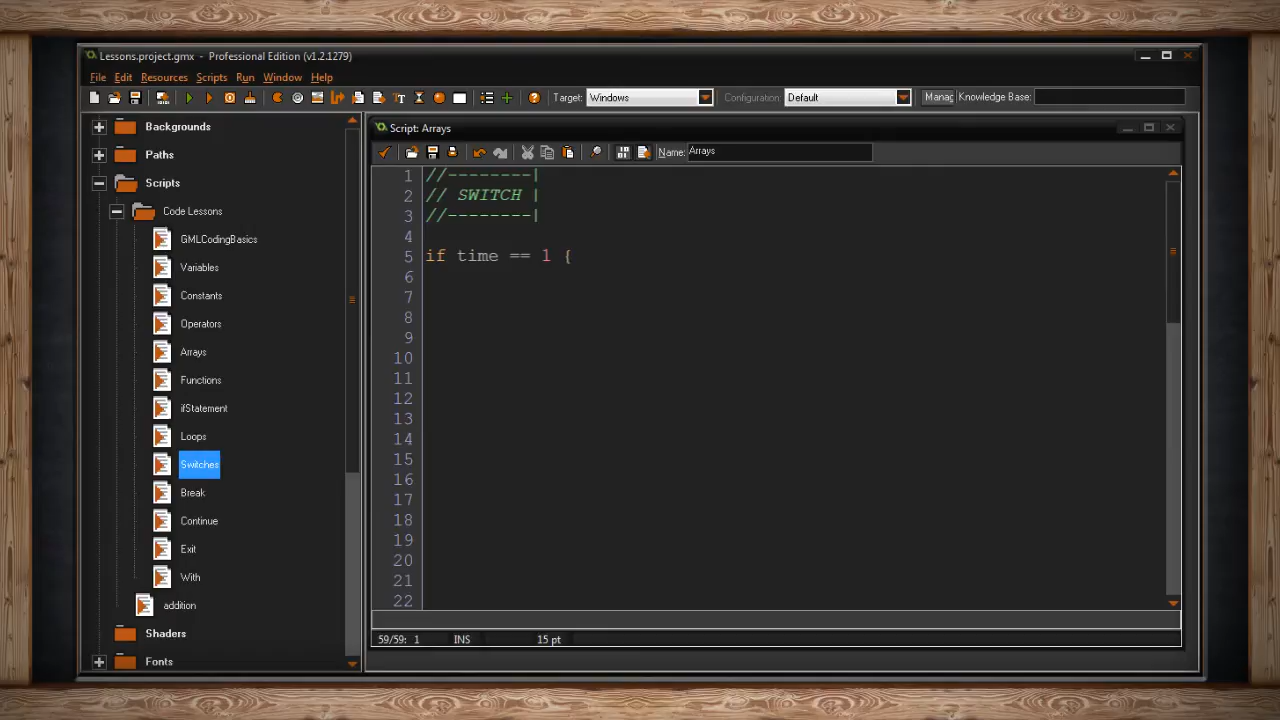 Lessons.project.gmx - Professional Edition (v1.2.1279)
File Edit Resources Scripts Run Window Help
Target: Windows Configuration: Default Manag Knowledge Base:
Backgrounds
Paths
Scripts
Code Lessons
GMLCodingBasics
Variables
Constants
Operators
Arrays
Functions
ifStatement
Loops
Switches
Break
Continue
Exit
With
addition
Shaders
Fonts
Script: Arrays
Name: Arrays
1 //--------|
2 // SWITCH |
3 //--------|
4
5 if time == 1 {
6
7
8
9
10
11
12
13
14
15
16
17
18
19
20
21
22
59/59: 1 INS 15 pt